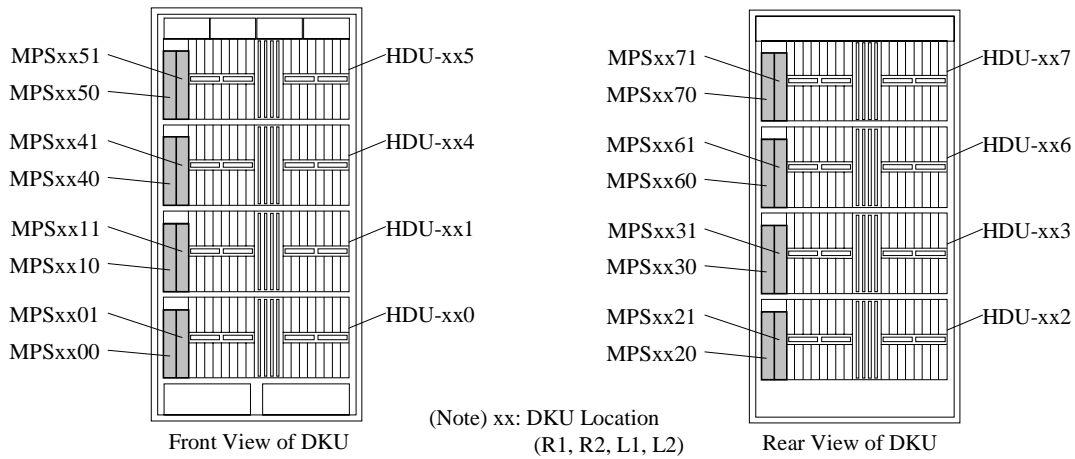 MPSxx51
MPSxx50
HDU-xx5
MPSxx41
MPSxx40
HDU-xx4
MPSxx11
MPSxx10
HDU-xx1
MPSxx01
MPSxx00
HDU-xx0
Front View of DKU
MPSxx71
MPSxx70
HDU-xx7
MPSxx61
MPSxx60
HDU-xx6
MPSxx31
MPSxx30
HDU-xx3
MPSxx21
MPSxx20
HDU-xx2
Rear View of DKU
(Note) xx: DKU Location
(R1, R2, L1, L2)